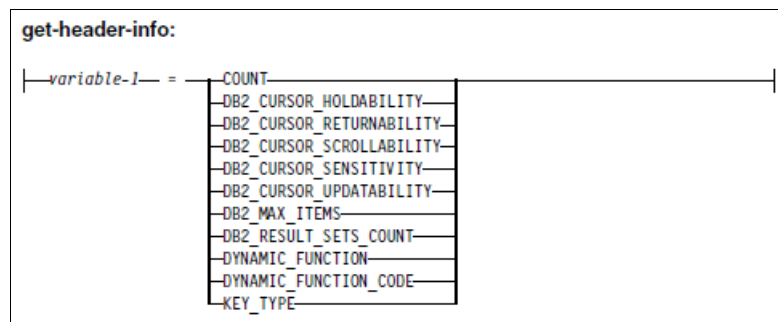 get-header-info:
variable-1 = COUNT
DB2_CURSOR_HOLDABILITY
DB2_CURSOR_RETURNABILITY
DB2_CURSOR_SCROLLABILITY
DB2_CURSOR_SENSITIVITY
DB2_CURSOR_UPDATABILITY
DB2_MAX_ITEMS
DB2_RESULT_SETS_COUNT
DYNAMIC_FUNCTION
DYNAMIC_FUNCTION_CODE
KEY_TYPE